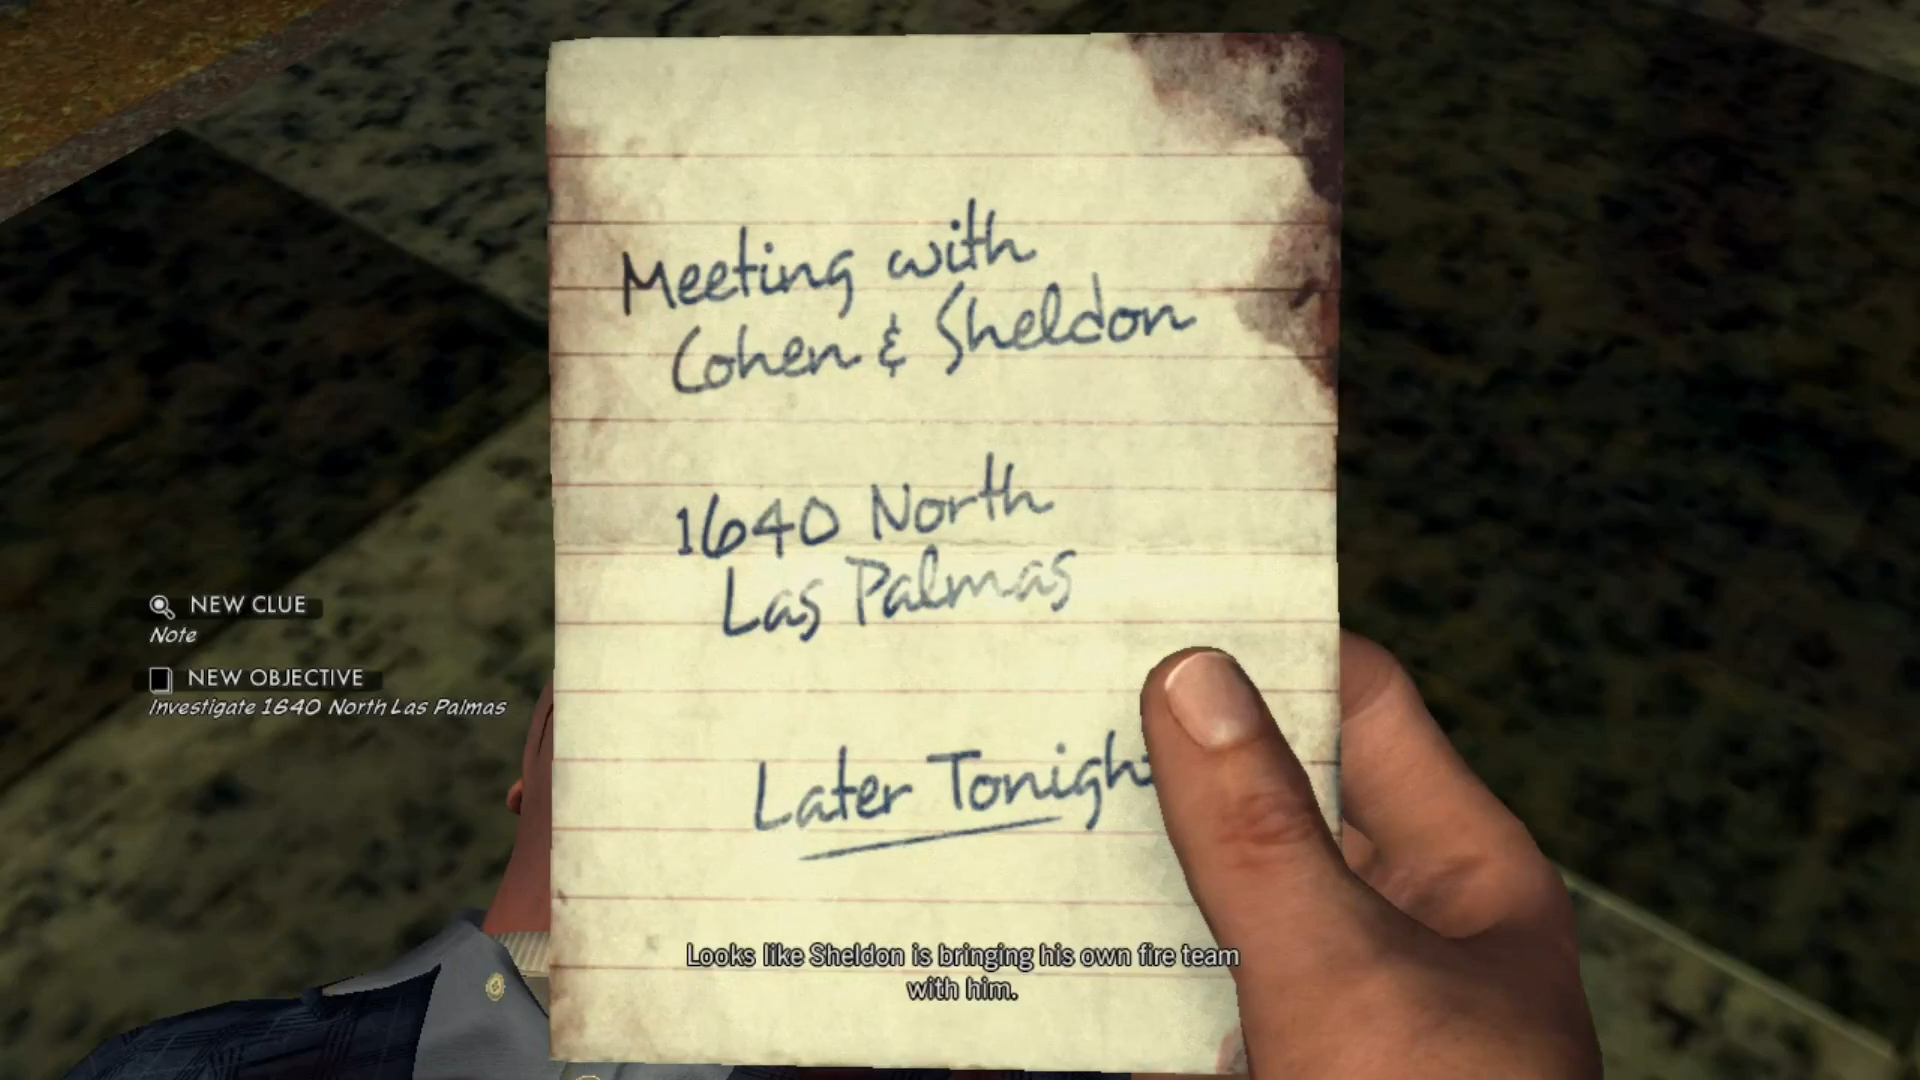 Meeting with
Cohen & Sheldon
1640 North
Las Palmas
Later Tonight
NEW CLUE
Note
NEW OBJECTIVE
Investigate 1640 North Las Palmas
Looks like Sheldon is bringing his own fire team
with him.